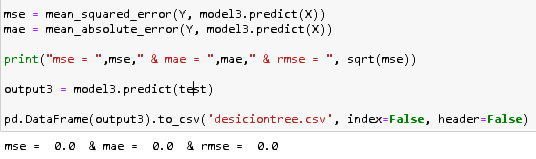 mse = mean_squared_error(Y, model3.predict(X))
mae = mean_absolute_error(Y, model3.predict(X))
print("mse = ",mse," & mae = ",mae," & rmse = ", sqrt(mse))
output3 = model3.predict(test)
pd.DataFrame(output3).to_csv('desiciontree.csv', index=False, header=False)
mse =  0.0  & mae =  0.0  & rmse =  0.0